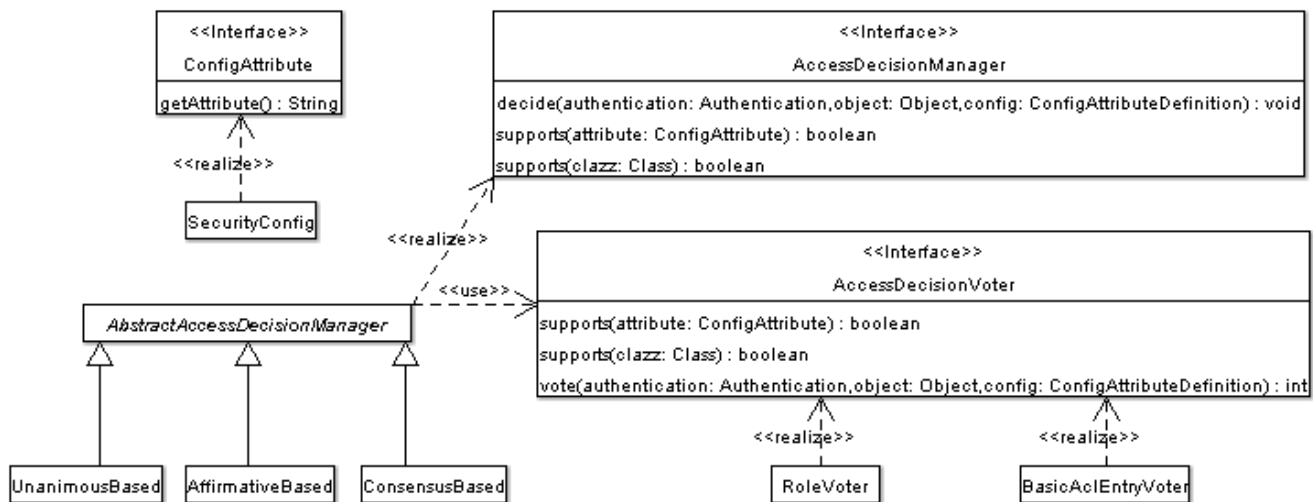 <<Interface>>
ConfigAttribute
getAttribute() : String
<<realize>>
SecurityConfig
<<Interface>>
AccessDecisionManager
decide(authentication: Authentication,object: Object,config: ConfigAttributeDefinition) : void
supports(attribute: ConfigAttribute) : boolean
supports(clazz: Class) : boolean
<<realize>>
<<use>>
<<Interface>>
AccessDecisionVoter
supports(attribute: ConfigAttribute) : boolean
supports(clazz: Class) : boolean
vote(authentication: Authentication,object: Object,config: ConfigAttributeDefinition) : int
AbstractAccessDecisionManager
<<realize>>
<<realize>>
UnanimousBased
AffirmativeBased
ConsensusBased
RoleVoter
BasicAclEntryVoter